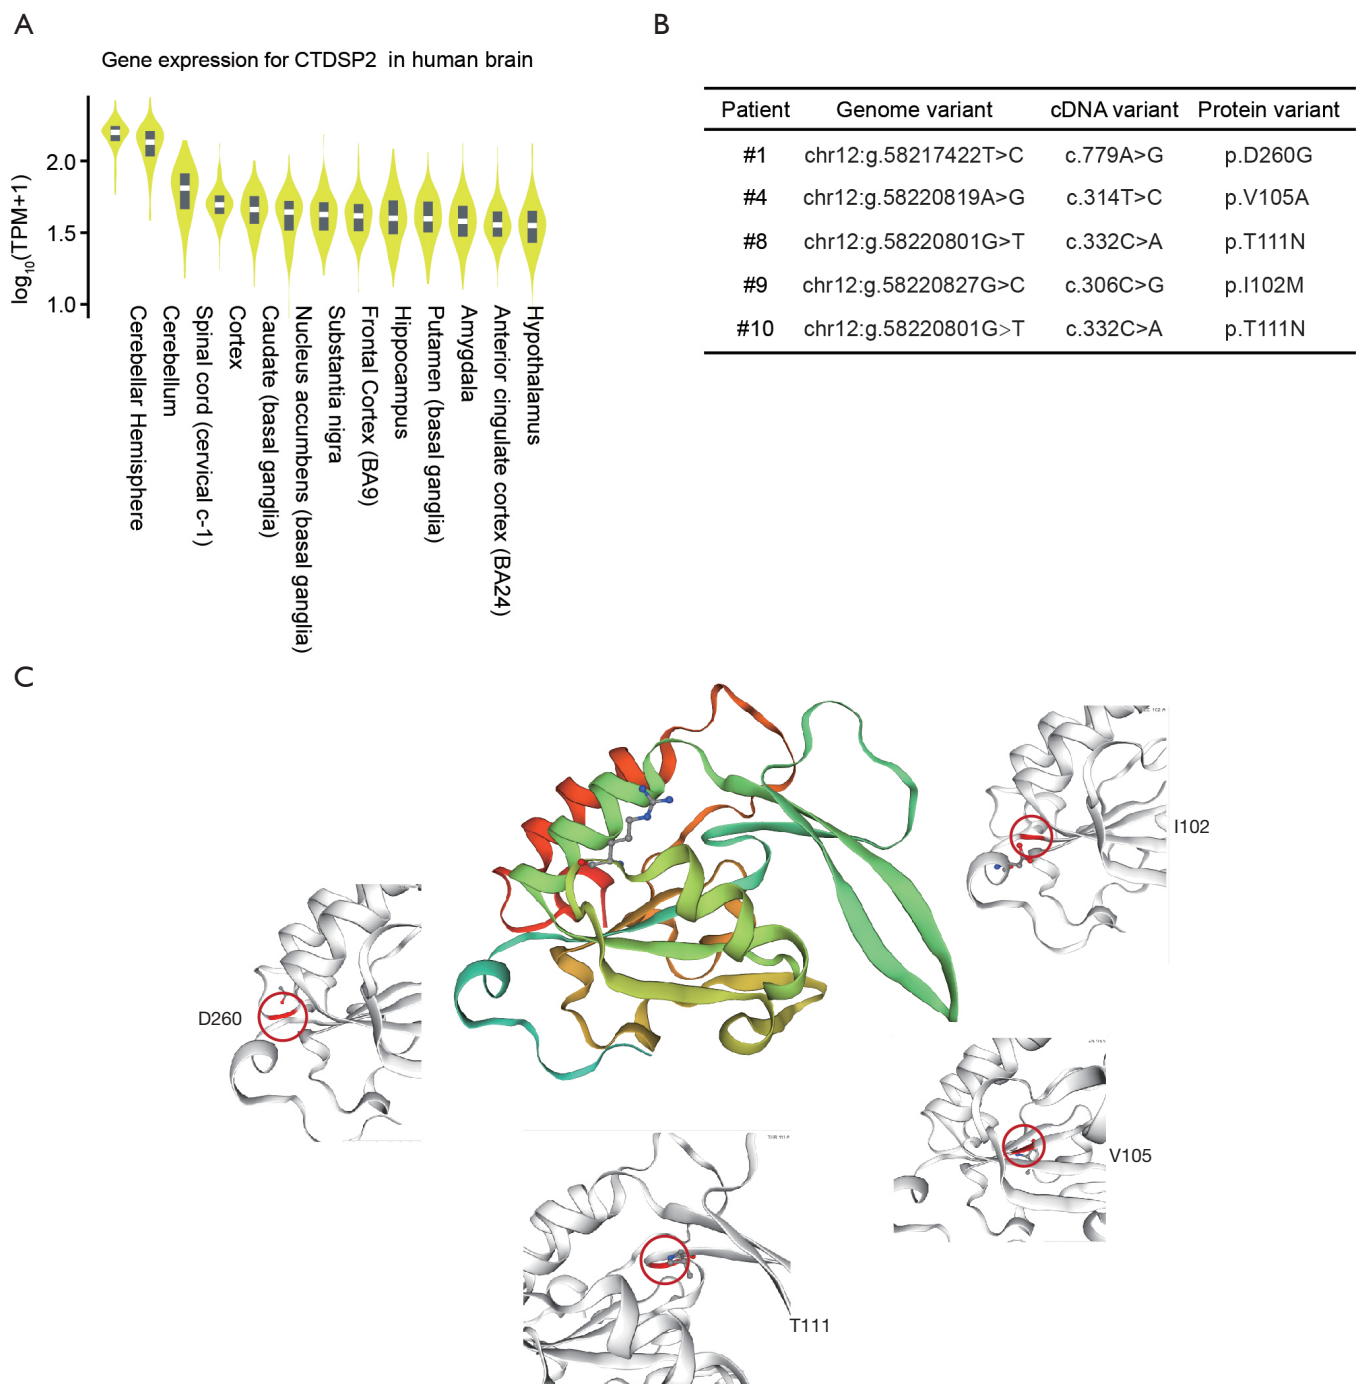 A
Gene expression for CTDSP2 in human brain
log10(TPM+1)
2.0
1.5
1.0
Cerebellar Hemisphere
Cerebellum
Spinal cord (cervical c-1)
Cortex
Caudate (basal ganglia)
Nucleus accumbens (basal ganglia)
Substantia nigra
Frontal Cortex (BA9)
Hippocampus
Putamen (basal ganglia)
Amygdala
Anterior cingulate cortex (BA24)
Hypothalamus
B
Patient Genome variant cDNA variant Protein variant
#1 chr12:g.58217422T>C c.779A>G p.D260G
#4 chr12:g.58220819A>G c.314T>C p.V105A
#8 chr12:g.58220801G>T c.332C>A p.T111N
#9 chr12:g.58220827G>C c.306C>G p.I102M
#10 chr12:g.58220801G>T c.332C>A p.T111N
C
I102
D260
V105
T111